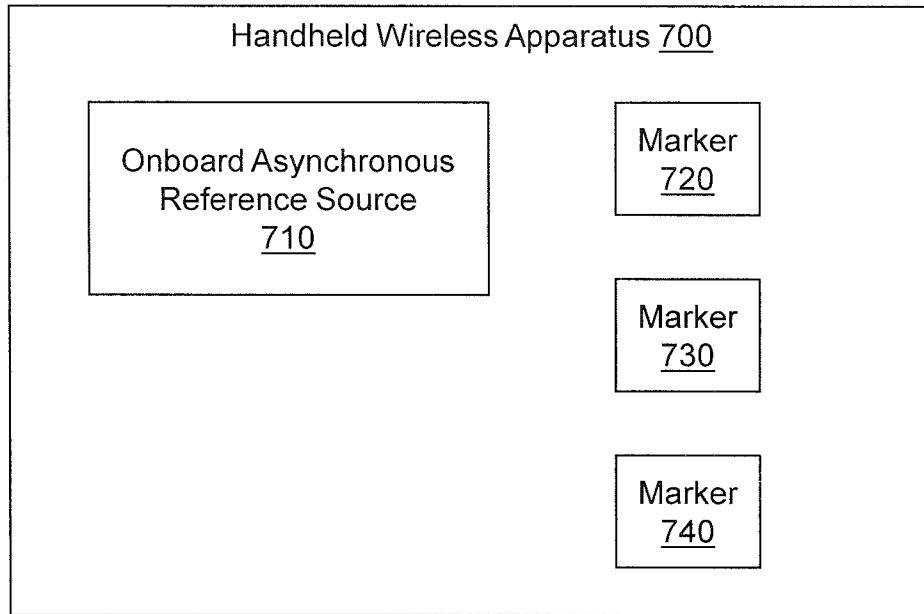 Handheld Wireless Apparatus 700
Onboard Asynchronous
Reference Source
710
Marker
720
Marker
730
Marker
740